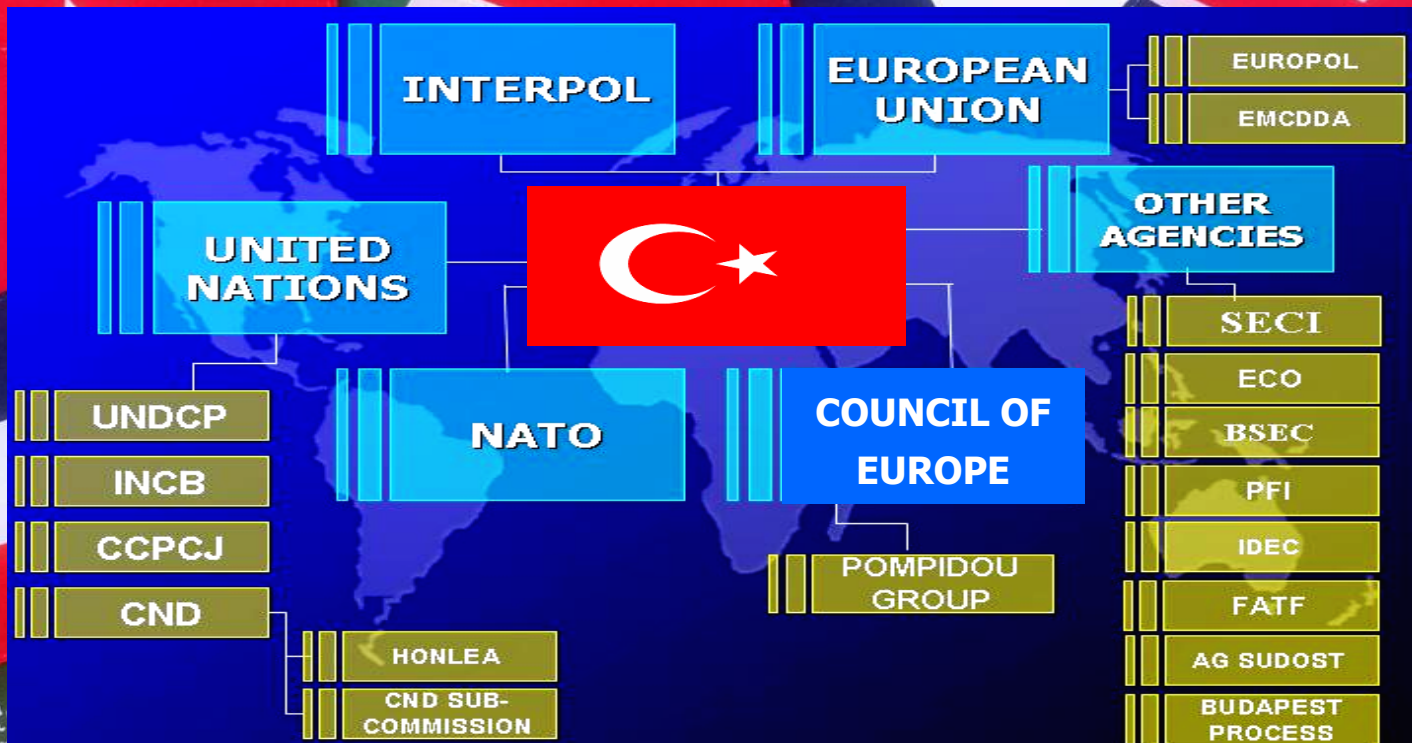 INTERPOL
EUROPEAN
UNION
EUROPOL
EMCDDA
UNITED
NATIONS
OTHER
AGENCIES
UNDCP
INCB
CCPCJ
CND
HONLEA
CND SUB-
COMMISSION
NATO
COUNCIL OF
EUROPE
POMPIDOU
GROUP
SECI
ECO
BSEC
PFI
IDEC
FATF
AG SUDOST
BUDAPEST
PROCESS